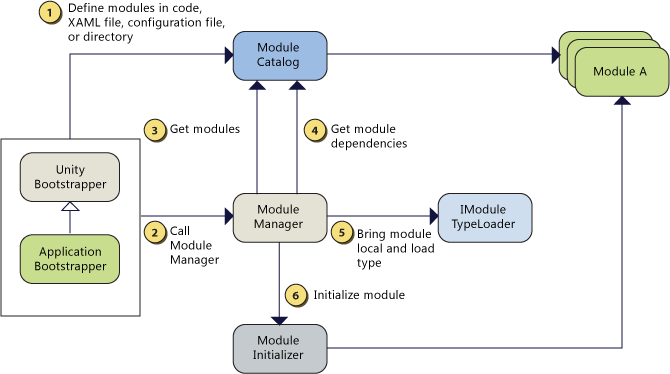 1
Define modules in code,
XAML file, configuration file,
or directory
Module
Catalog
Module A
3
Get modules
4
Get module
dependencies
Unity
Bootstrapper
Application
Bootstrapper
2
Call
Module
Manager
Module
Manager
5
Bring module
local and load
type
IModule
TypeLoader
6
Initialize module
Module
Initializer